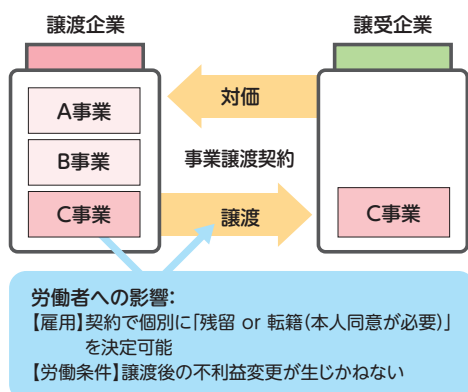 譲渡企業
譲受企業
対価
A事業
B事業
事業譲渡契約
C事業
譲渡
C事業
労働者への影響:
【雇用】契約で個別に「残留 or 転籍(本人同意が必要)」
を決定可能
【労働条件】譲渡後の不利益変更が生じかねない